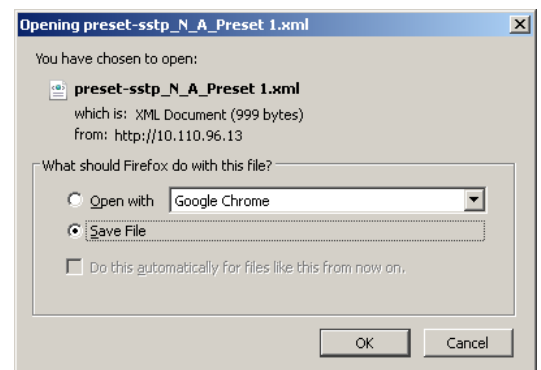 Opening preset-sstp_N_A_Preset 1.xml
You have chosen to open:
preset-sstp_N_A_Preset 1.xml
which is: XML Document (999 bytes)
from: http://10.110.96.13
What should Firefox do with this file?
Open with Google Chrome
Save File
Do this automatically for files like this from now on.
OK Cancel